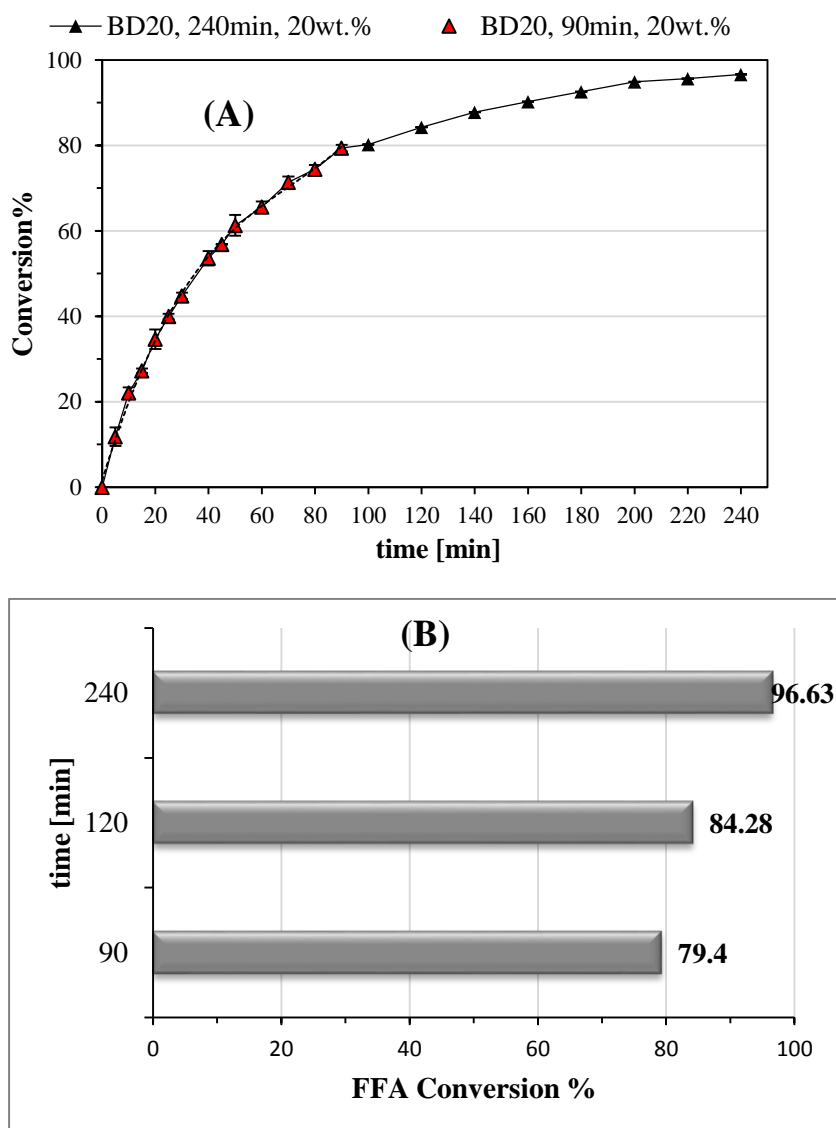 BD20, 240min, 20wt.% BD20, 90min, 20wt.%
100
(A)
80
60
40
20
0
Conversion%
0 20 40 60 80 100 120 140 160 180 200 220 240
time [min]
(B)
240 96.63
120 84.28
90 79.4
time [min]
0 20 40 60 80 100
FFA Conversion %